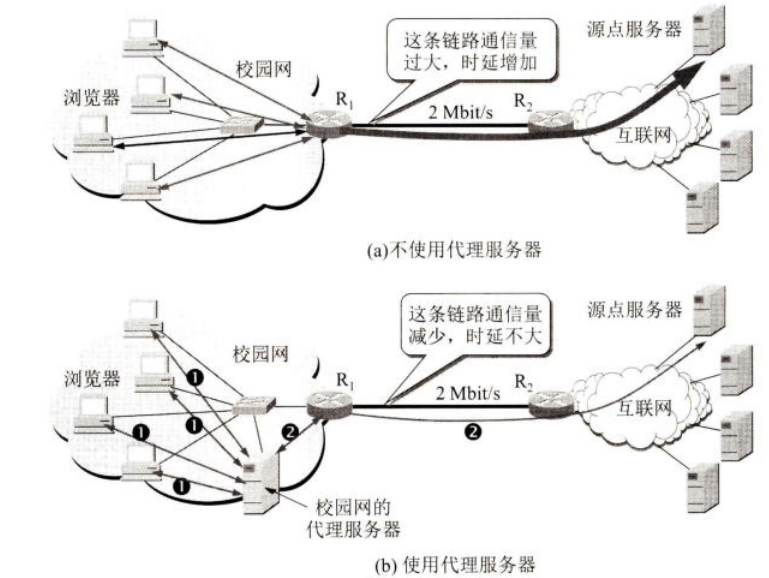 这条链路通信量
过大，时延增加
源点服务器
校园网
浏览器
R1
2 Mbit/s
R2
互联网
(a)不使用代理服务器
这条链路通信量
减少，时延不大
源点服务器
校园网
浏览器
R1
2 Mbit/s
R2
互联网
❶
❶
❶
❶
❷
❷
校园网的
代理服务器
(b) 使用代理服务器